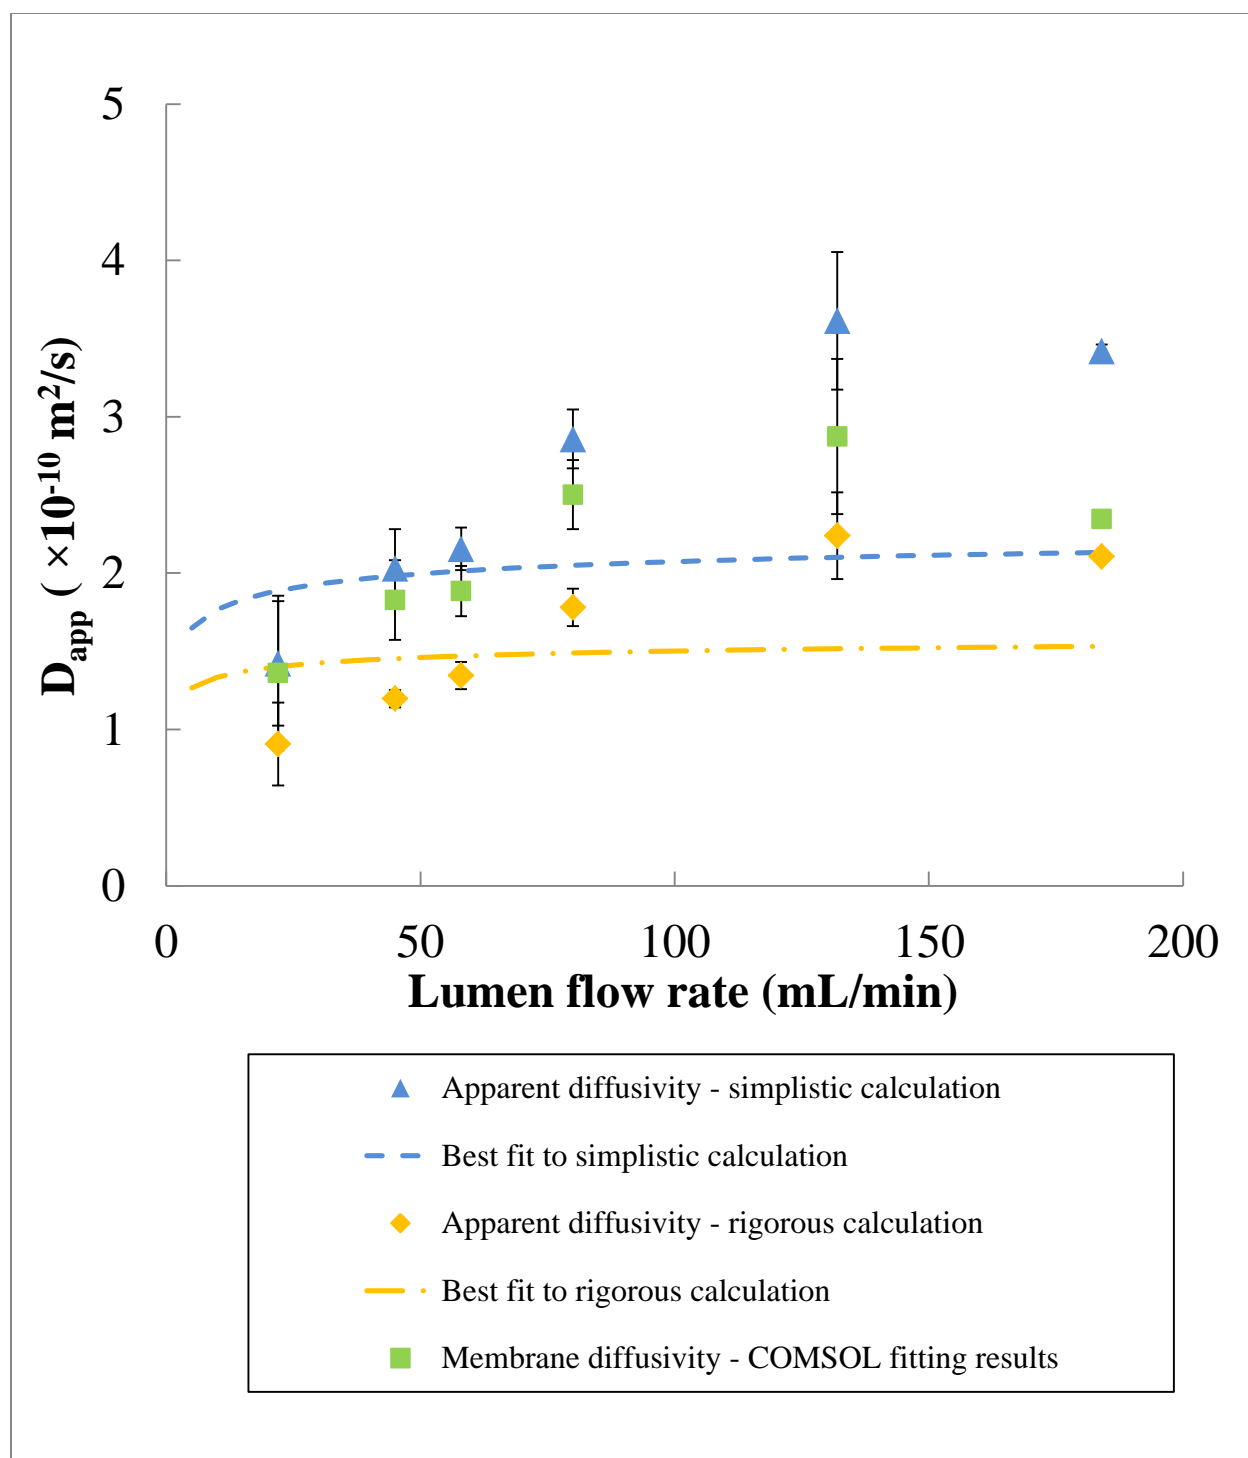 5
4
3
2
1
0
D_app ( ×10⁻¹⁰ m²/s)
0 50 100 150 200
Lumen flow rate (mL/min)
Apparent diffusivity - simplistic calculation
Best fit to simplistic calculation
Apparent diffusivity - rigorous calculation
Best fit to rigorous calculation
Membrane diffusivity - COMSOL fitting results